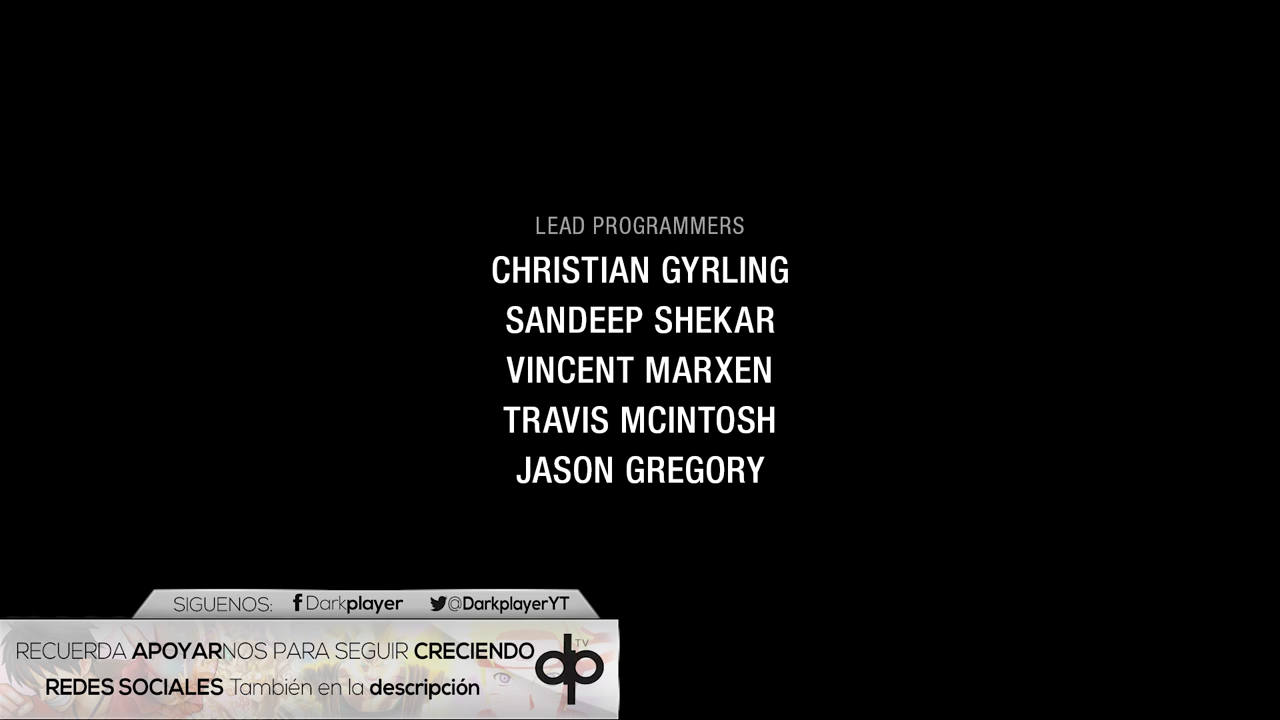 LEAD PROGRAMMERS
CHRISTIAN GYRLING
SANDEEP SHEKAR
VINCENT MARXEN
TRAVIS MCINTOSH
JASON GREGORY
SIGUENOS: Darkplayer @DarkplayerYT
RECUERDA APOYARNOS PARA SEGUIR CRECIENDO
REDES SOCIALES También en la descripción
dp TV